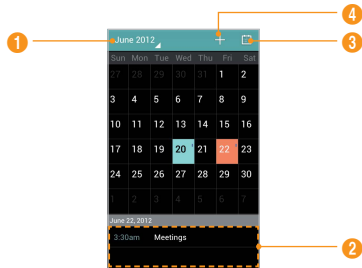 4
1
June 2012
3
Sun Mon Tue Wed Thu Fri Sat
27 28 29 30 31 1 2
3 4 5 6 7 8 9
10 11 12 13 14 15 16
17 18 19 20 21 22 23
24 25 26 27 28 29 30
1 2 3 4 5 6 7
June 22, 2012
3:30am Meetings
2